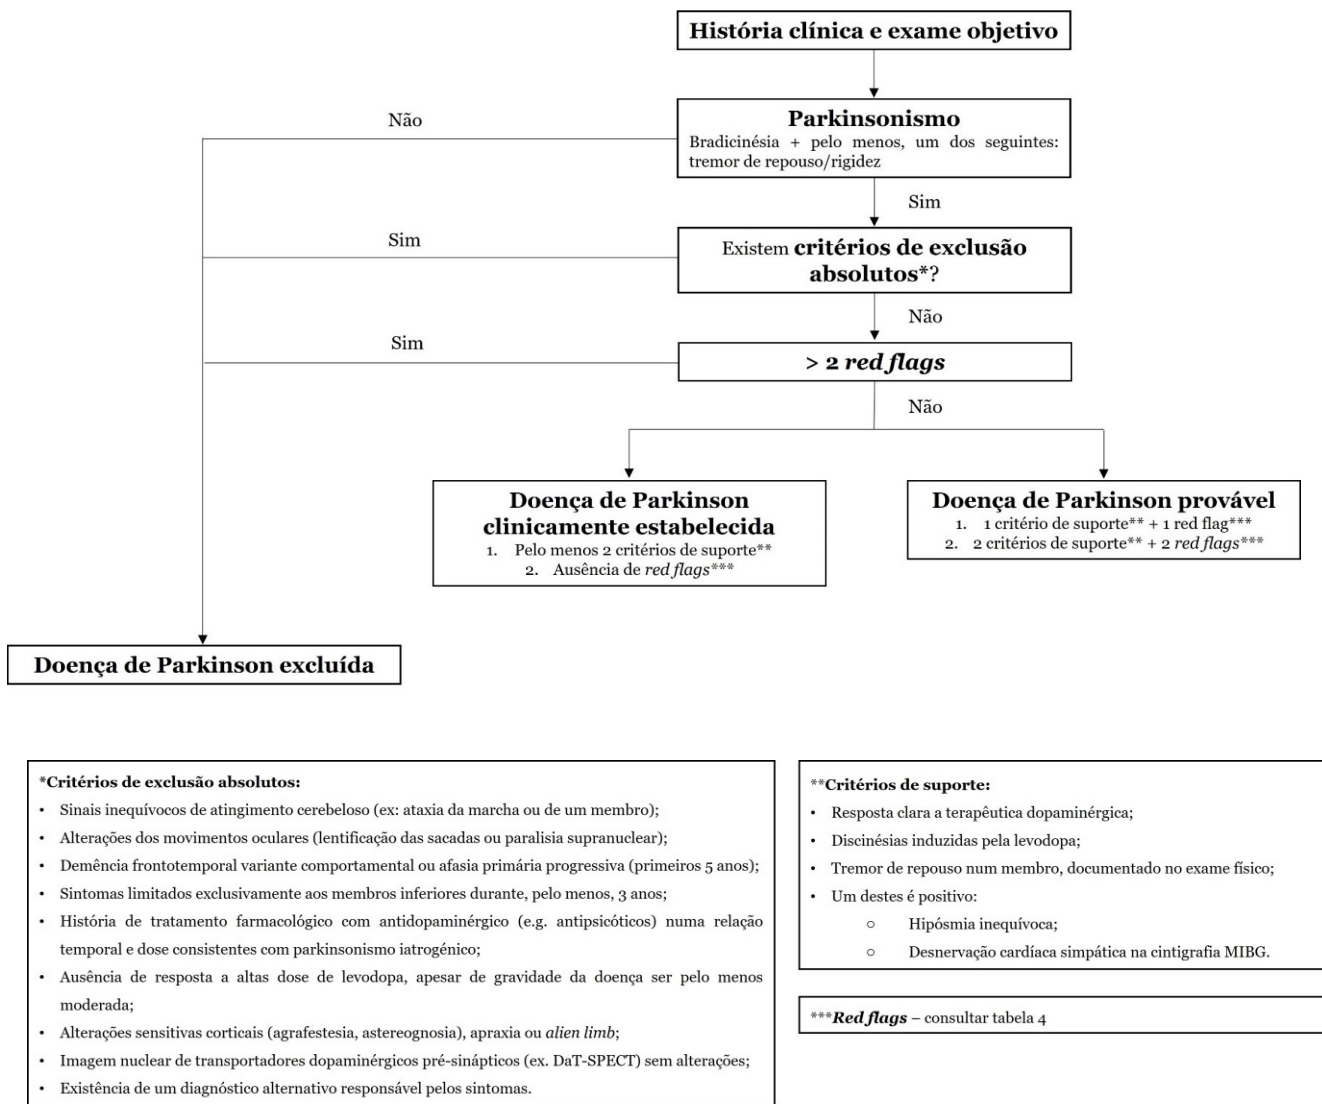 História clínica e exame objetivo
Parkinsonismo
Bradicinésia + pelo menos, um dos seguintes:
tremor de repouso/rigidez
Não
Sim
Existem critérios de exclusão
absolutos*?
Sim
Não
> 2 red flags
Sim
Não
Doença de Parkinson
clinicamente estabelecida
1. Pelo menos 2 critérios de suporte**
2. Ausência de red flags***
Doença de Parkinson provável
1. 1 critério de suporte** + 1 red flag***
2. 2 critérios de suporte** + 2 red flags***
Doença de Parkinson excluída
*Critérios de exclusão absolutos:
• Sinais inequívocos de atingimento cerebeloso (ex: ataxia da marcha ou de um membro);
• Alterações dos movimentos oculares (lentificação das sacadas ou paralisia supranuclear);
• Demência frontotemporal variante comportamental ou afasia primária progressiva (primeiros 5 anos);
• Sintomas limitados exclusivamente aos membros inferiores durante, pelo menos, 3 anos;
• História de tratamento farmacológico com antidopaminérgico (e.g. antipsicóticos) numa relação
temporal e dose consistentes com parkinsonismo iatrogénico;
• Ausência de resposta a altas dose de levodopa, apesar de gravidade da doença ser pelo menos
moderada;
• Alterações sensitivas corticais (agrafestesia, astereognosia), apraxia ou alien limb;
• Imagem nuclear de transportadores dopaminérgicos pré-sinápticos (ex. DaT-SPECT) sem alterações;
• Existência de um diagnóstico alternativo responsável pelos sintomas.
**Critérios de suporte:
• Resposta clara a terapêutica dopaminérgica;
• Discinésias induzidas pela levodopa;
• Tremor de repouso num membro, documentado no exame físico;
• Um destes é positivo:
○ Hipósmia inequívoca;
○ Desnervação cardíaca simpática na cintigrafia MIBG.
***Red flags – consultar tabela 4